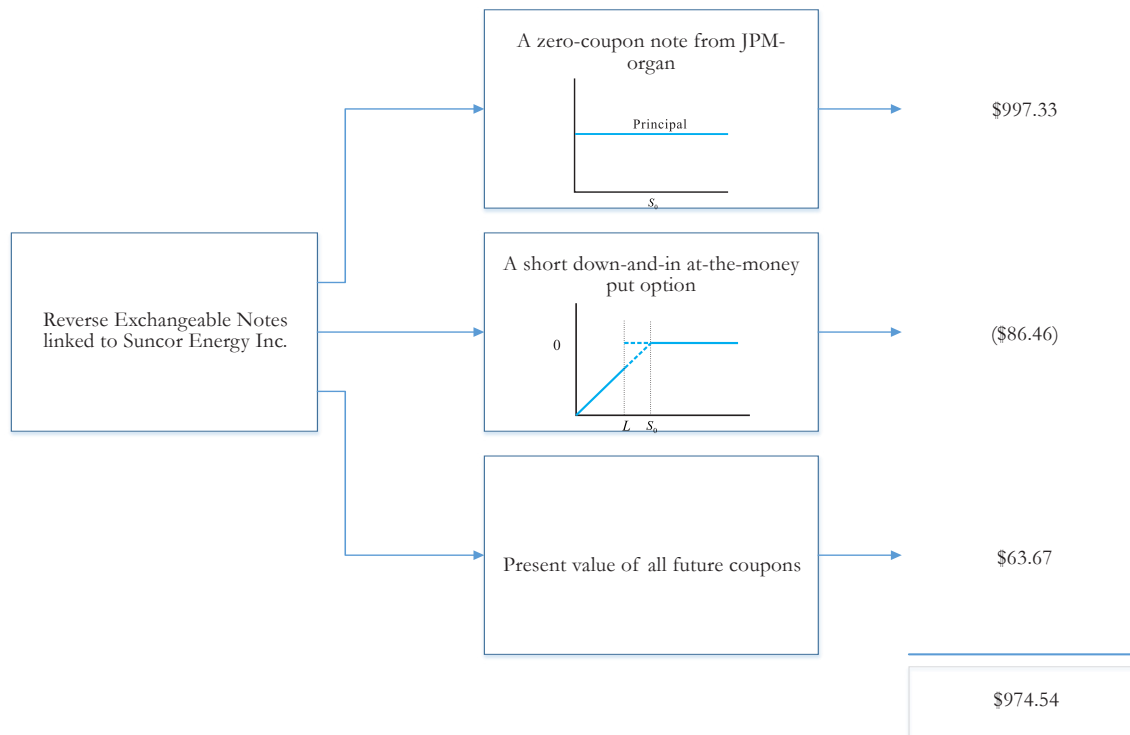 A zero-coupon note from JPM-
organ
Principal
S₀
$997.33
Reverse Exchangeable Notes
linked to Suncor Energy Inc.
A short down-and-in at-the-money
put option
0
L S₀
($86.46)
Present value of all future coupons
$63.67
$974.54